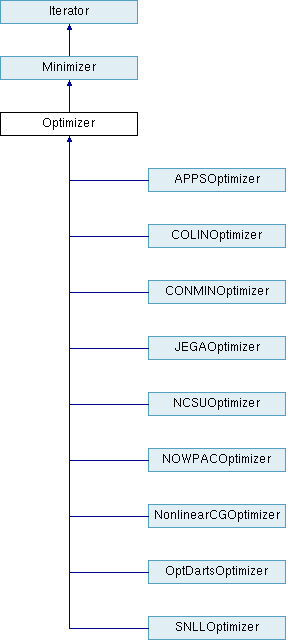 Iterator
Minimizer
Optimizer
APPSOptimizer
COLINOptimizer
CONMINOptimizer
JEGAOptimizer
NCSUOptimizer
NOWPACOptimizer
NonlinearCGOptimizer
OptDartsOptimizer
SNLLOptimizer